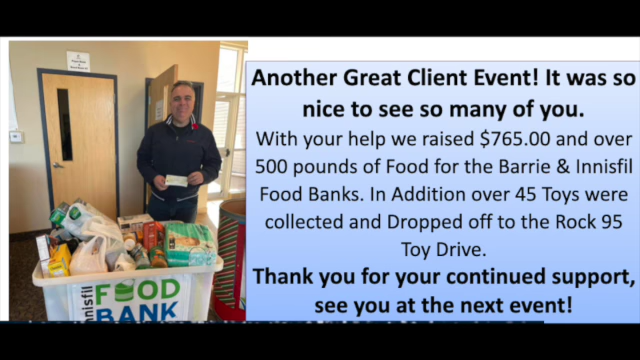 Another Great Client Event! It was so
nice to see so many of you.
With your help we raised $765.00 and over
500 pounds of Food for the Barrie & Innisfil
Food Banks. In Addition over 45 Toys were
collected and Dropped off to the Rock 95
Toy Drive.
Thank you for your continued support,
see you at the next event!
innisfil
FOOD
BANK